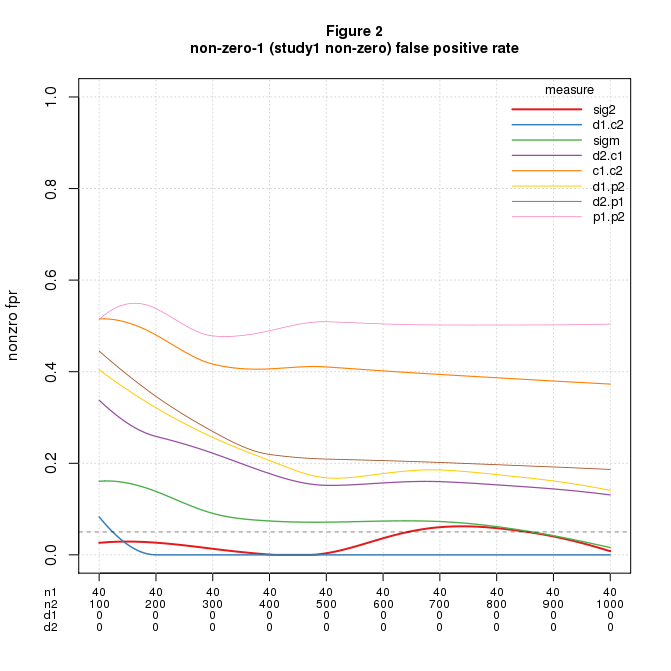 Figure 2
non-zero-1 (study1 non-zero) false positive rate
measure
sig2
d1.c2
sigm
d2.c1
c1.c2
d1.p2
d2.p1
p1.p2
nonzro fpr
1.0
0.8
0.6
0.4
0.2
0.0
n1 40 40 40 40 40 40 40 40 40 40
n2 100 200 300 400 500 600 700 800 900 1000
d1 0 0 0 0 0 0 0 0 0 0
d2 0 0 0 0 0 0 0 0 0 0